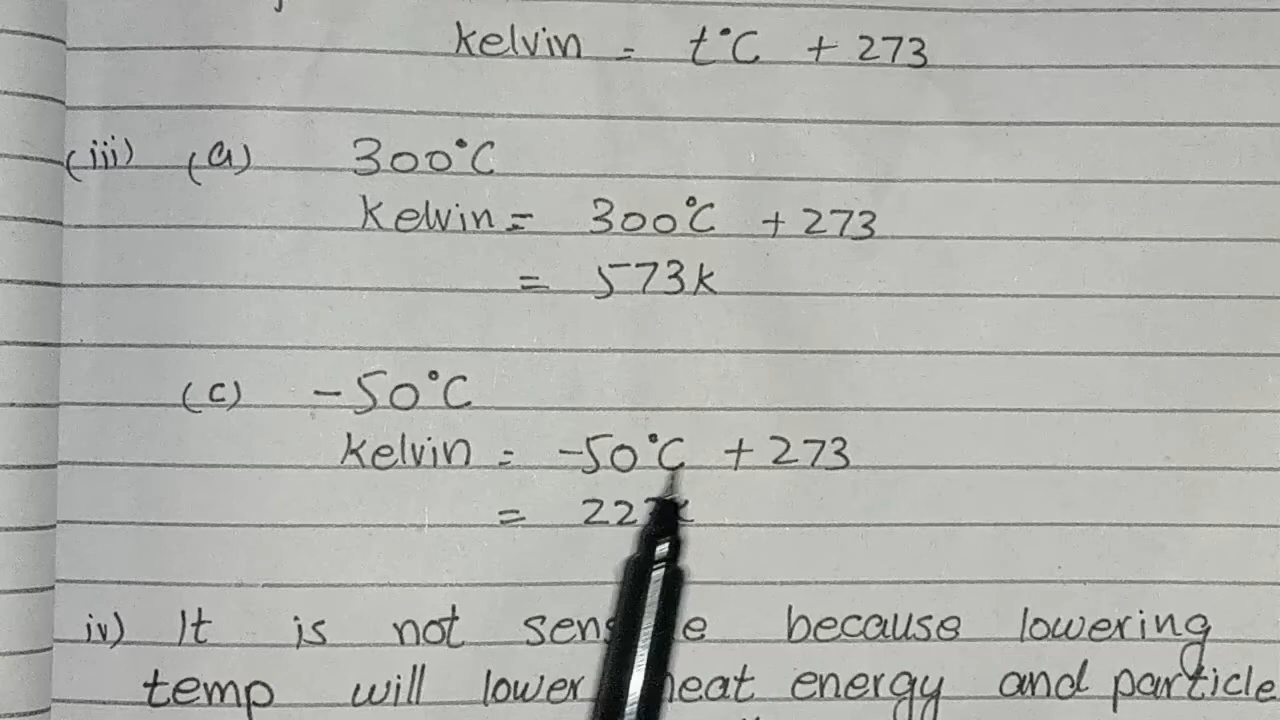 Kelvin = t°C + 273
(iii) (a) 300°C
Kelvin = 300°C + 273
= 573k
(c) -50°C
Kelvin = -50°C + 273
=
iv) It is not because lowering
temp will lower heat energy and particle